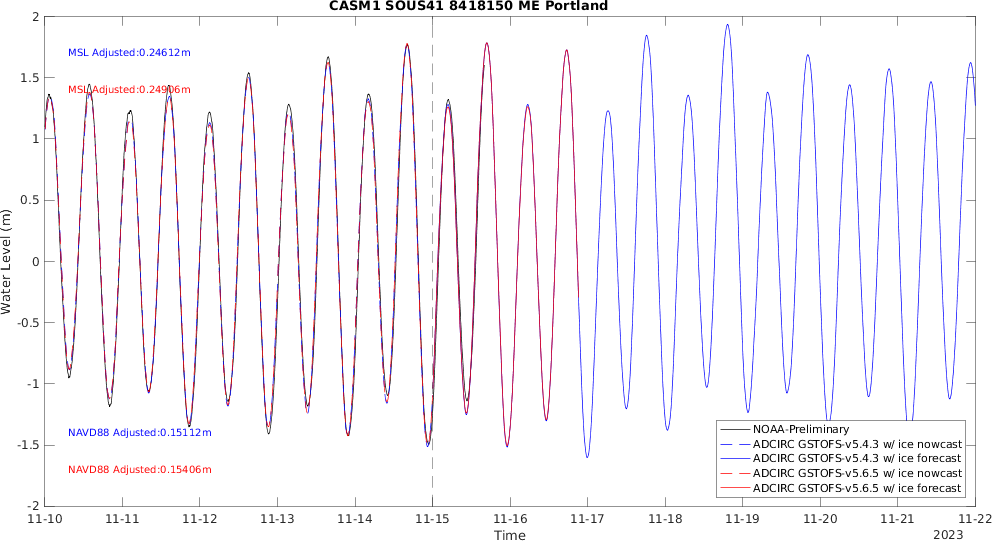 CASM1 SOUS41 8418150 ME Portland
MSL Adjusted:0.24612m
MSL Adjusted:0.24906m
NAVD88 Adjusted:0.15112m
NAVD88 Adjusted:0.15406m
Water Level (m)
2
1.5
1
0.5
0
-0.5
-1
-1.5
-2
NOAA-Preliminary
ADCIRC GSTOFS-v5.4.3 w/ ice nowcast
ADCIRC GSTOFS-v5.4.3 w/ ice forecast
ADCIRC GSTOFS-v5.6.5 w/ ice nowcast
ADCIRC GSTOFS-v5.6.5 w/ ice forecast
11-10 11-11 11-12 11-13 11-14 11-15 11-16 11-17 11-18 11-19 11-20 11-21 11-22
Time
2023